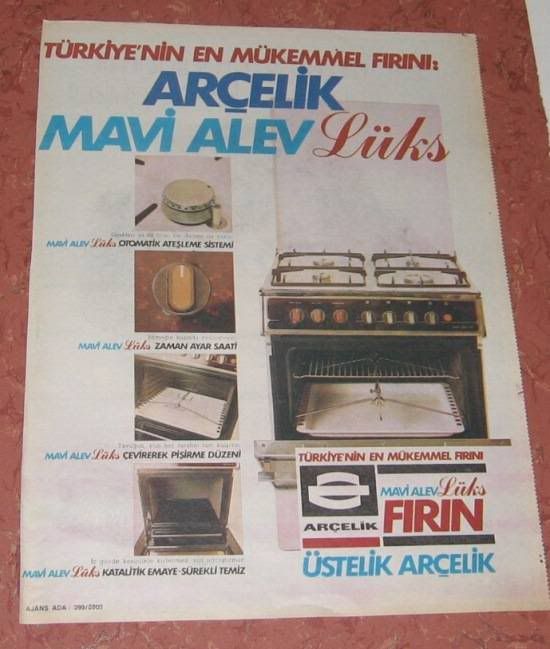 TÜRKİYE'NİN EN MÜKEMMEL FIRINI:
ARÇELİK
MAVİ ALEV Lüks
MAVİ ALEV Lüks OTOMATİK ATEŞLEME SİSTEMİ
MAVİ ALEV Lüks ZAMAN AYAR SAATİ
MAVİ ALEV Lüks ÇEVİREREK PİŞİRME DÜZENİ
MAVİ ALEV Lüks KATALİTİK EMAYE-SÜREKLİ TEMİZ
TÜRKİYE'NİN EN MÜKEMMEL FIRINI
MAVİ ALEV Lüks
FIRIN
ARÇELİK
ÜSTELİK ARÇELİK
AJANS ADA